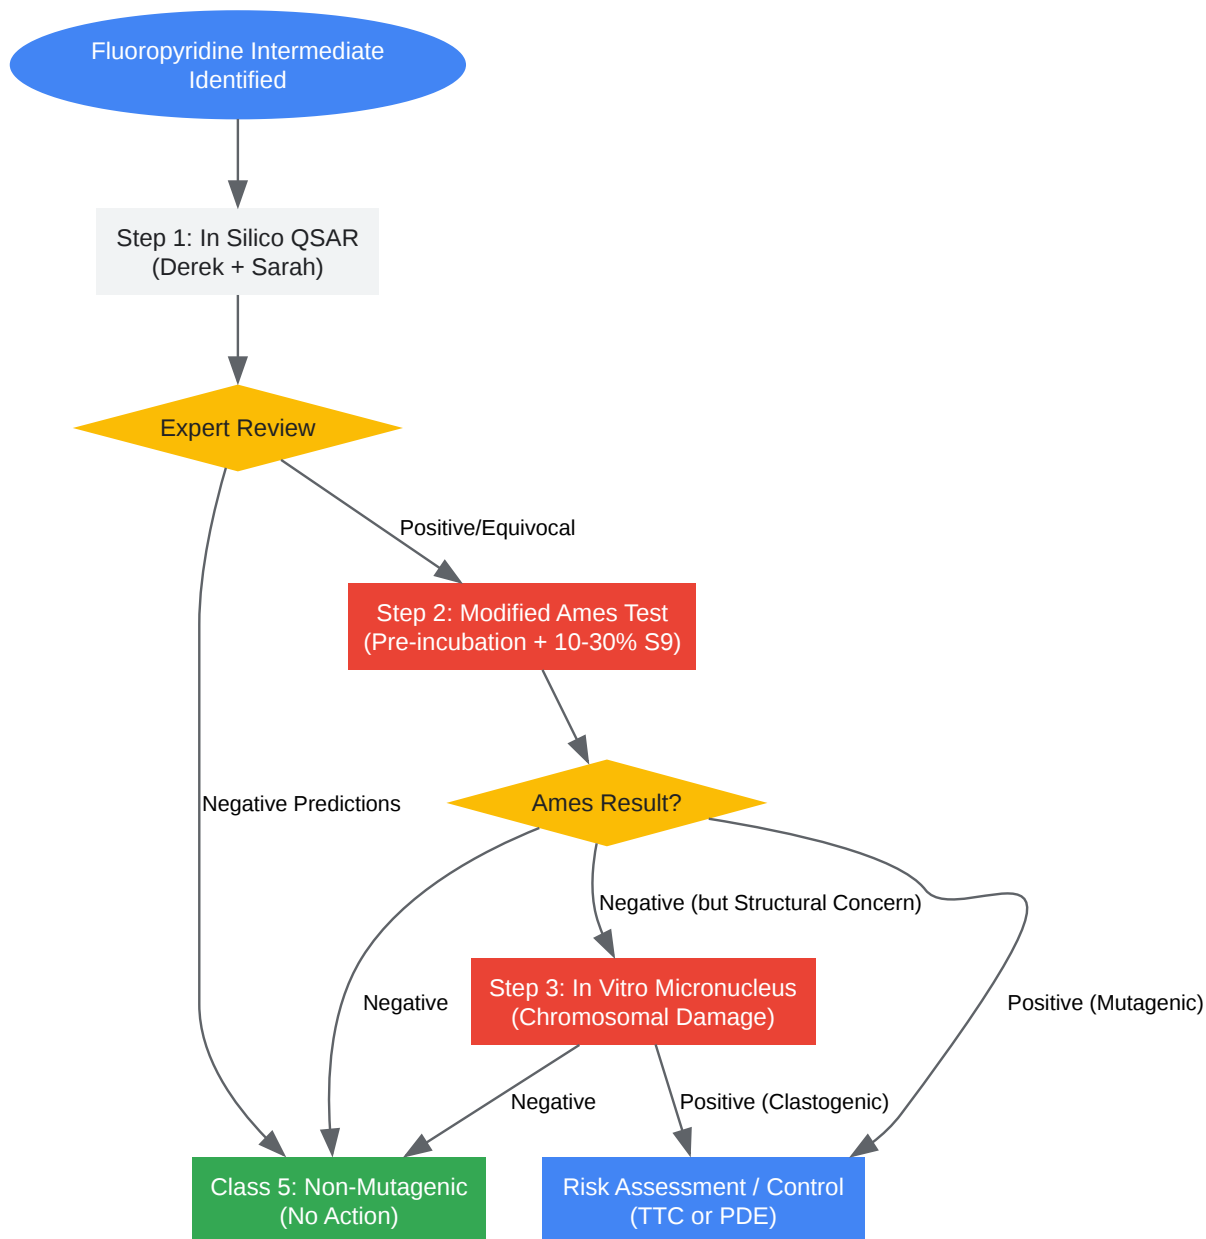 Fluoropyridine Intermediate
Identified
Step 1: In Silico QSAR
(Derek + Sarah)
Expert Review
Positive/Equivocal
Step 2: Modified Ames Test
(Pre-incubation + 10-30% S9)
Negative Predictions
Ames Result?
Negative (but Structural Concern)
Negative
Step 3: In Vitro Micronucleus
(Chromosomal Damage)
Positive (Mutagenic)
Negative
Positive (Clastogenic)
Class 5: Non-Mutagenic
(No Action)
Risk Assessment / Control
(TTC or PDE)